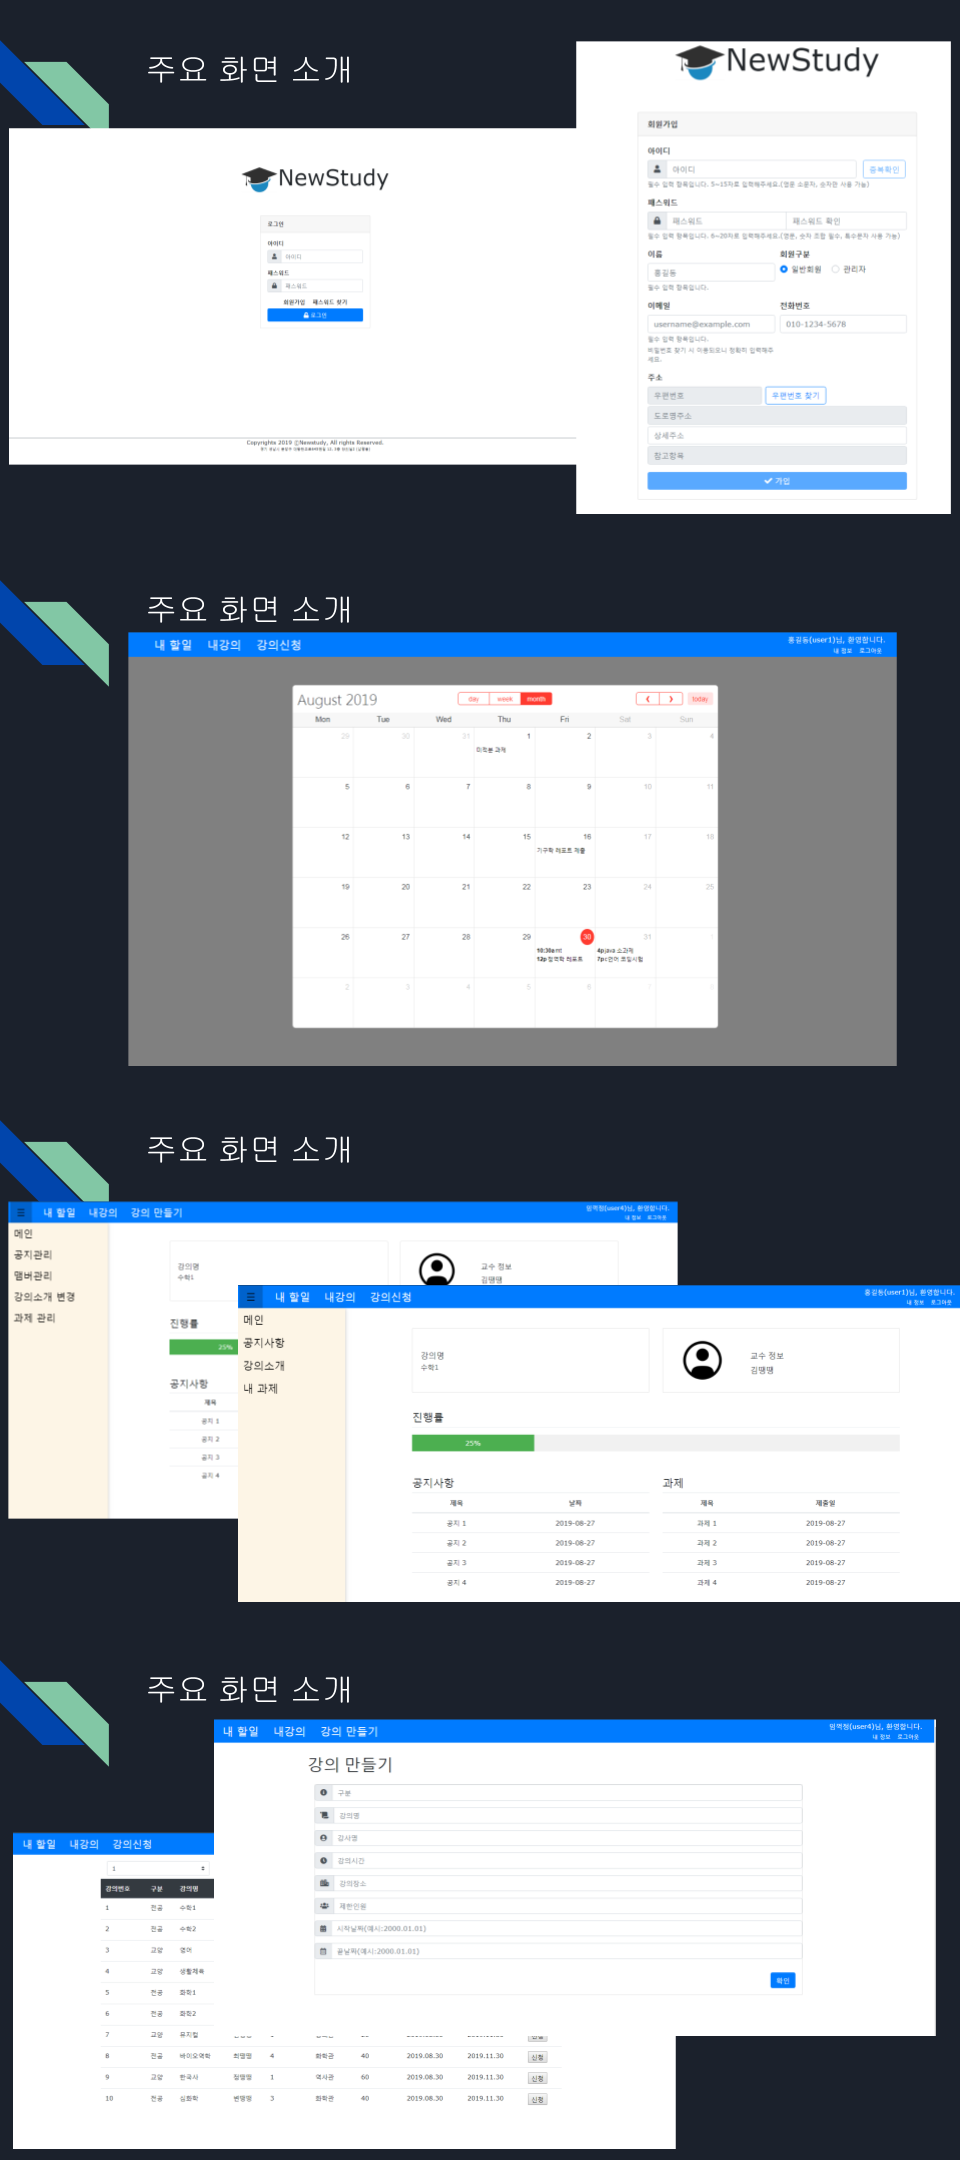 주요 화면 소개
NewStudy
로그인
아이디
아이디
패스워드
패스워드
회원가입 패스워드 찾기
로그인
Copyrights 2019 ⓒNewstudy, All rights Reserved.
NewStudy
회원가입
아이디
아이디 중복확인
필수 입력 항목입니다. 5~15자로 입력해주세요.(영문 소문자, 숫자만 사용 가능)
패스워드
패스워드 패스워드 확인
필수 입력 항목입니다. 6~20자로 입력해주세요.(영문, 숫자 조합 필수, 특수문자 사용 가능)
이름 회원구분
홍길동 일반회원 관리자
필수 입력 항목입니다.
이메일 전화번호
username@example.com 010-1234-5678
필수 입력 항목입니다.
비밀번호 찾기 시 이용되오니 정확히 입력해주
세요.
주소
우편번호 우편번호 찾기
도로명주소
상세주소
참고항목
가입
주요 화면 소개
내 할일 내강의 강의신청 홍길동(user1)님, 환영합니다.
내 정보 로그아웃
August 2019 day week month today
Mon Tue Wed Thu Fri Sat Sun
29 30 31 1 2 3 4
미적분 과제
5 6 7 8 9 10 11
12 13 14 15 16 17 18
기구학 레포트 제출
19 20 21 22 23 24 25
26 27 28 29 30 31 1
10:30a mt 4p java 소과제
12p 정역학 레포트 7p c언어 쪽지시험
2 3 4 5 6 7 8
주요 화면 소개
내 할일 내강의 강의 만들기 임꺽정(user4)님, 환영합니다.
내 정보 로그아웃
메인
공지관리
맴버관리
강의소개 변경
과제 관리
강의명
수학1
교수 정보
김땡땡
진행률
25%
공지사항
제목
공지 1
공지 2
공지 3
공지 4
내 할일 내강의 강의신청 홍길동(user1)님, 환영합니다.
내 정보 로그아웃
메인
공지사항
강의소개
내 과제
강의명
수학1
교수 정보
김땡땡
진행률
25%
공지사항 과제
제목 날짜 제목 제출일
공지 1 2019-08-27 과제 1 2019-08-27
공지 2 2019-08-27 과제 2 2019-08-27
공지 3 2019-08-27 과제 3 2019-08-27
공지 4 2019-08-27 과제 4 2019-08-27
주요 화면 소개
내 할일 내강의 강의 만들기 임꺽정(user4)님, 환영합니다.
내 정보 로그아웃
강의 만들기
구분
강의명
강사명
강의시간
강의장소
제한인원
시작날짜(예시:2000.01.01)
끝날짜(예시:2000.01.01)
확인
내 할일 내강의 강의신청
1
강의번호 구분 강의명
1 전공 수학1
2 전공 수학2
3 교양 영어
4 교양 생활체육
5 전공 화학1
6 전공 화학2
7 교양 뮤지컬
8 전공 바이오역학 최땡땡 4 화학관 40 2019.08.30 2019.11.30 신청
9 교양 한국사 정땡땡 1 역사관 60 2019.08.30 2019.11.30 신청
10 전공 심화학 변땡땡 3 화학관 40 2019.08.30 2019.11.30 신청